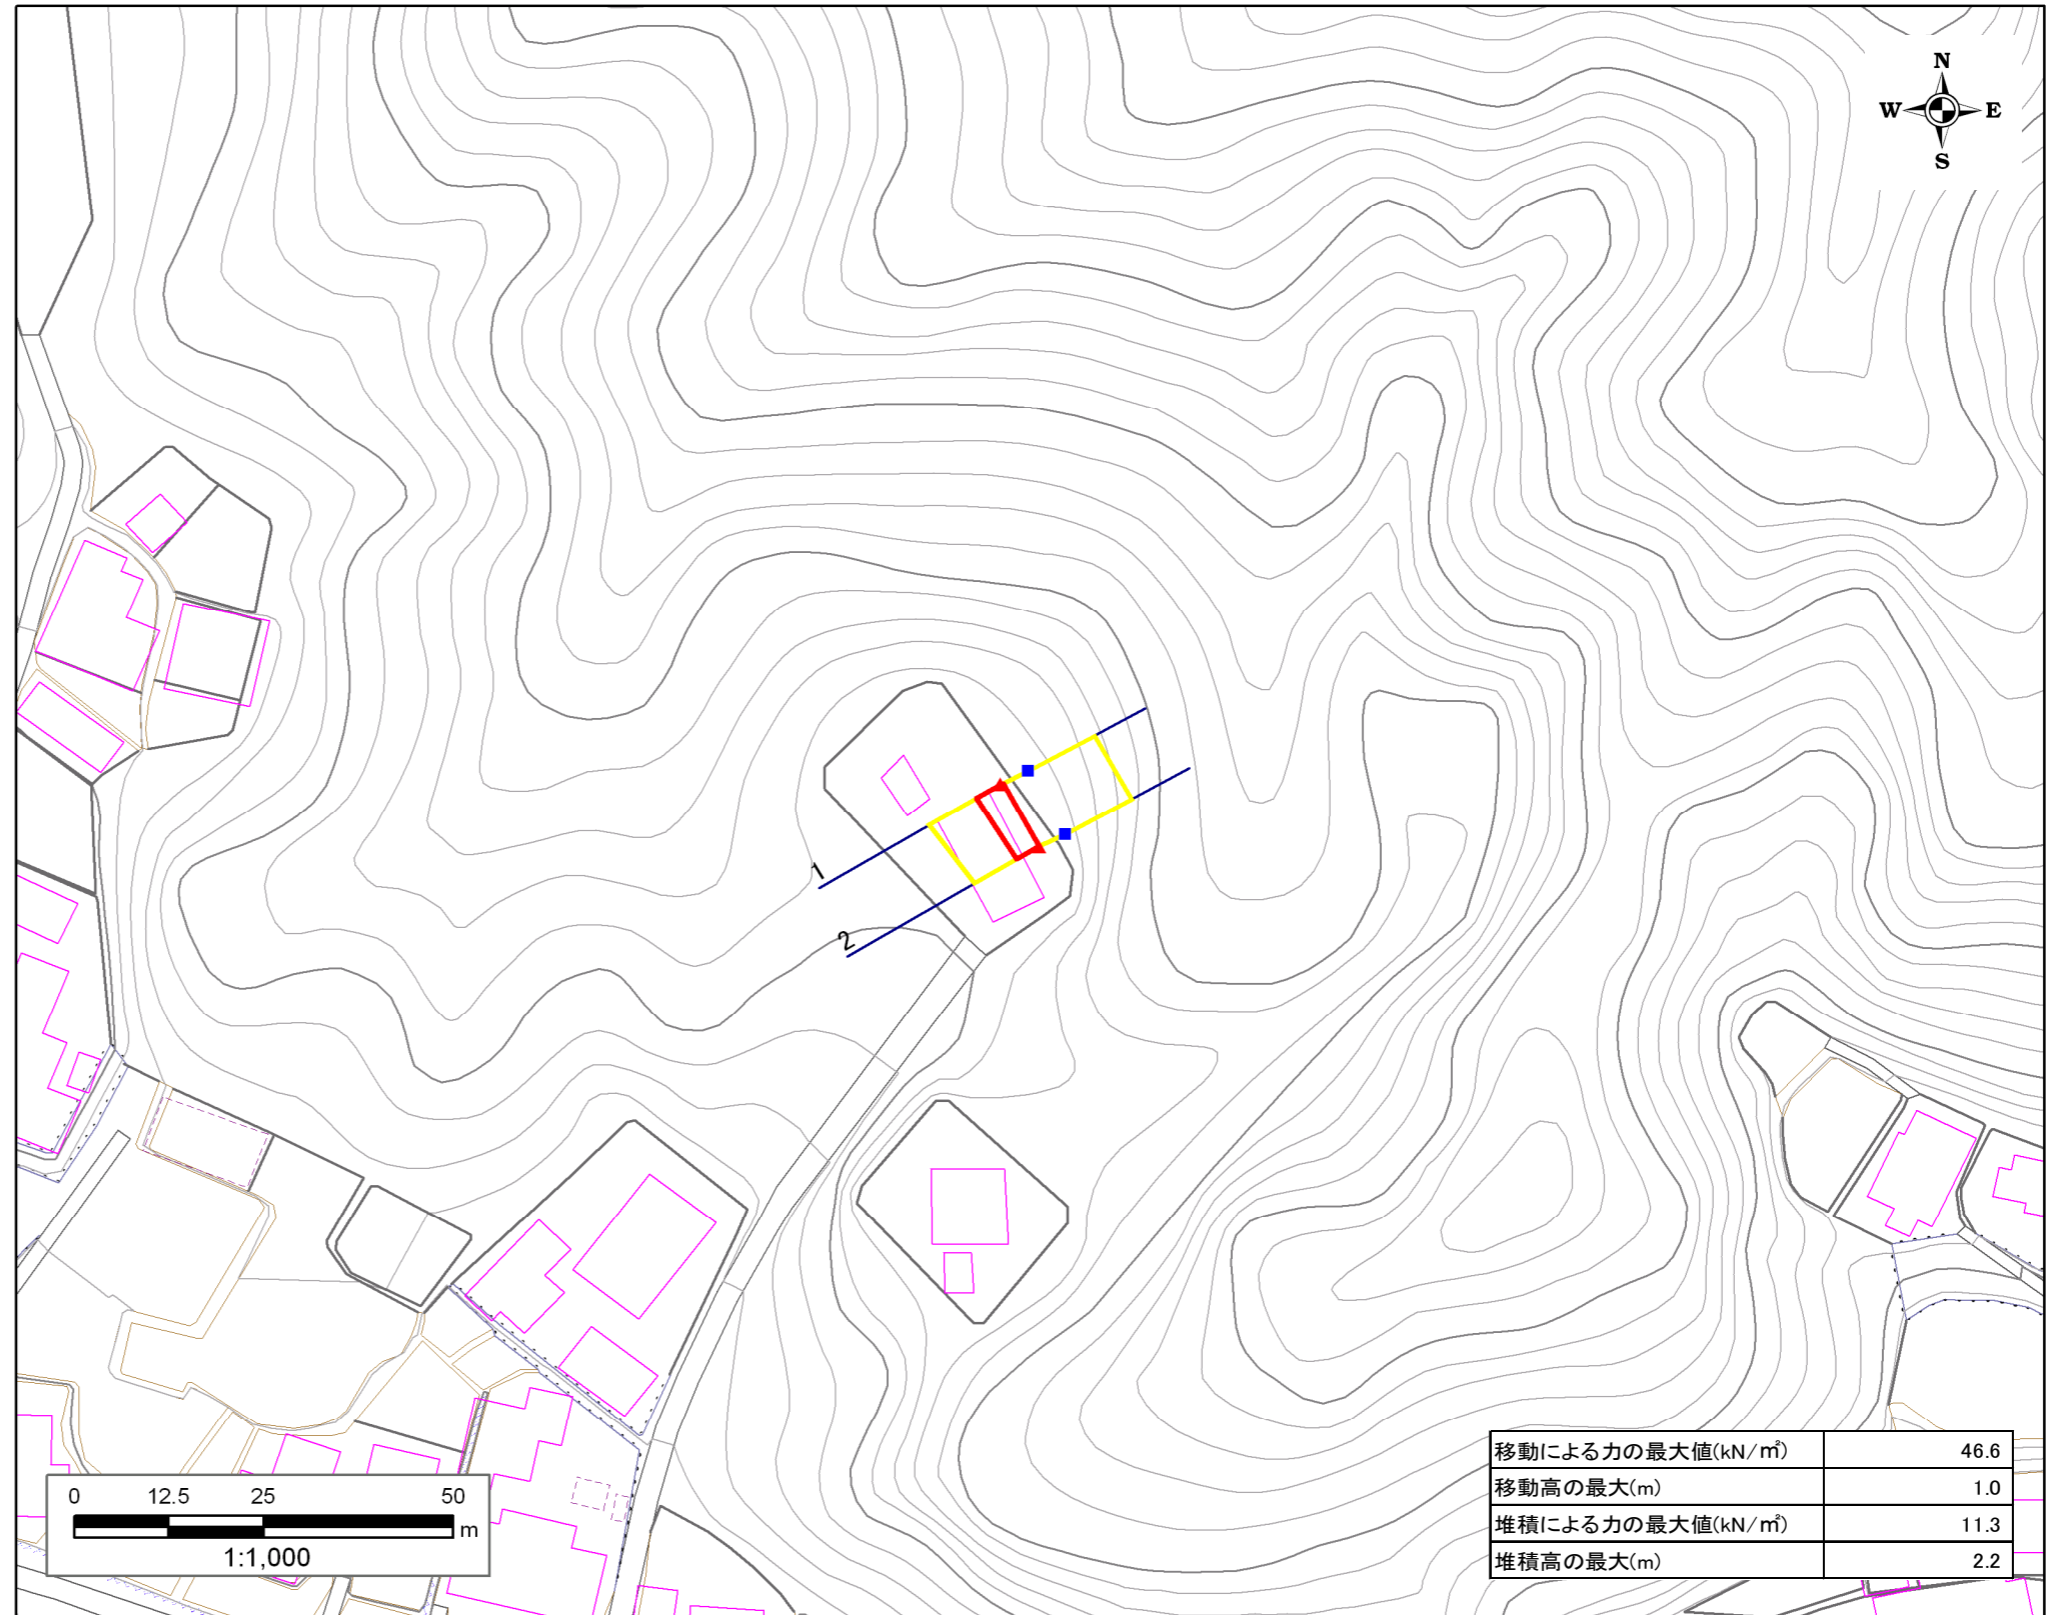 N
W E
S
1
2
0 12.5 25 50
m
1:1,000
移動による力の最大値(kN/㎡) 46.6
移動高の最大(m) 1.0
堆積による力の最大値(kN/㎡) 11.3
堆積高の最大(m) 2.2